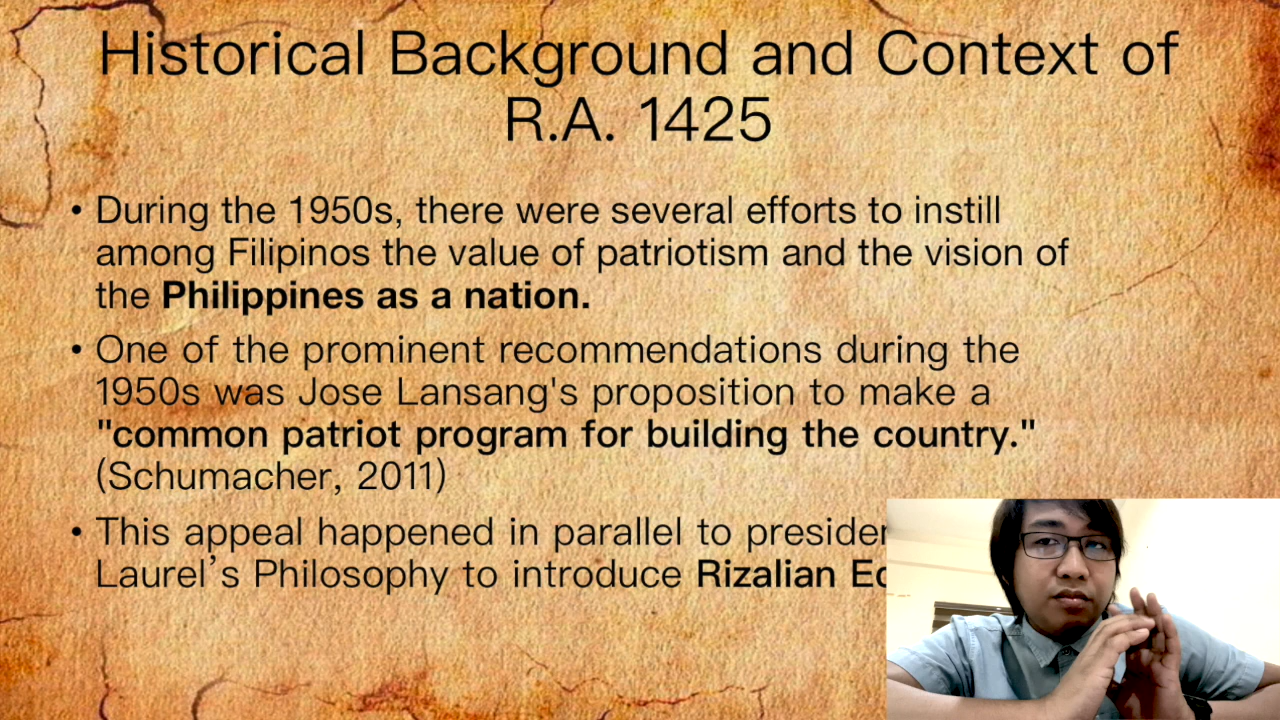 Historical Background and Context of
R.A. 1425
• During the 1950s, there were several efforts to instill
among Filipinos the value of patriotism and the vision of
the Philippines as a nation.
• One of the prominent recommendations during the
1950s was Jose Lansang's proposition to make a
"common patriot program for building the country."
(Schumacher, 2011)
• This appeal happened in parallel to
Laurel’s Philosophy to introduce Rizalian